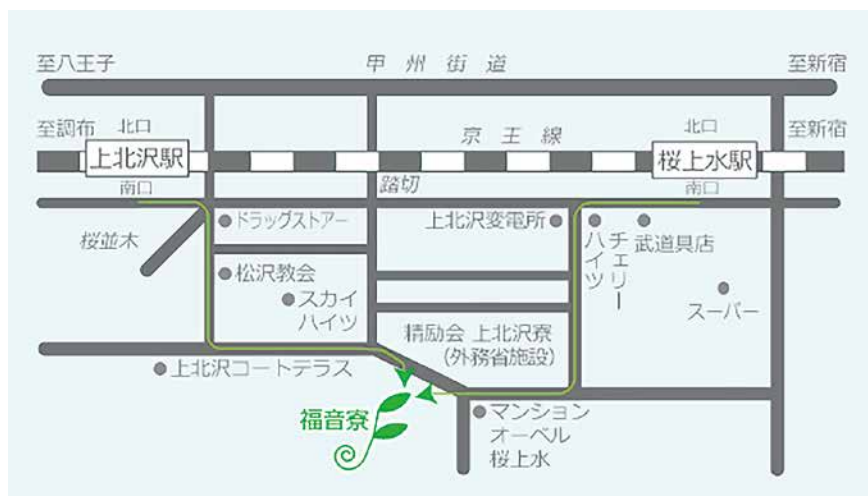 至八王子
甲州街道
至新宿
至調布
北口
京王線
北口
至新宿
上北沢駅
桜上水駅
南口
踏切
南口
桜並木
ドラッグストアー
上北沢変電所
チェリー
ハイツ
武道具店
松沢教会
スカイ
ハイツ
スーパー
精励会 上北沢寮
(外務省施設)
上北沢コートテラス
福音寮
マンション
オーベル
桜上水